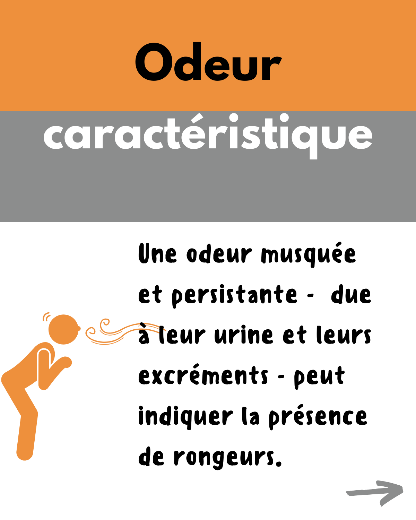 Odeur
caractéristique
Une odeur musquée
et persistante - due
à leur urine et leurs
excréments - peut
indiquer la présence
de rongeurs.